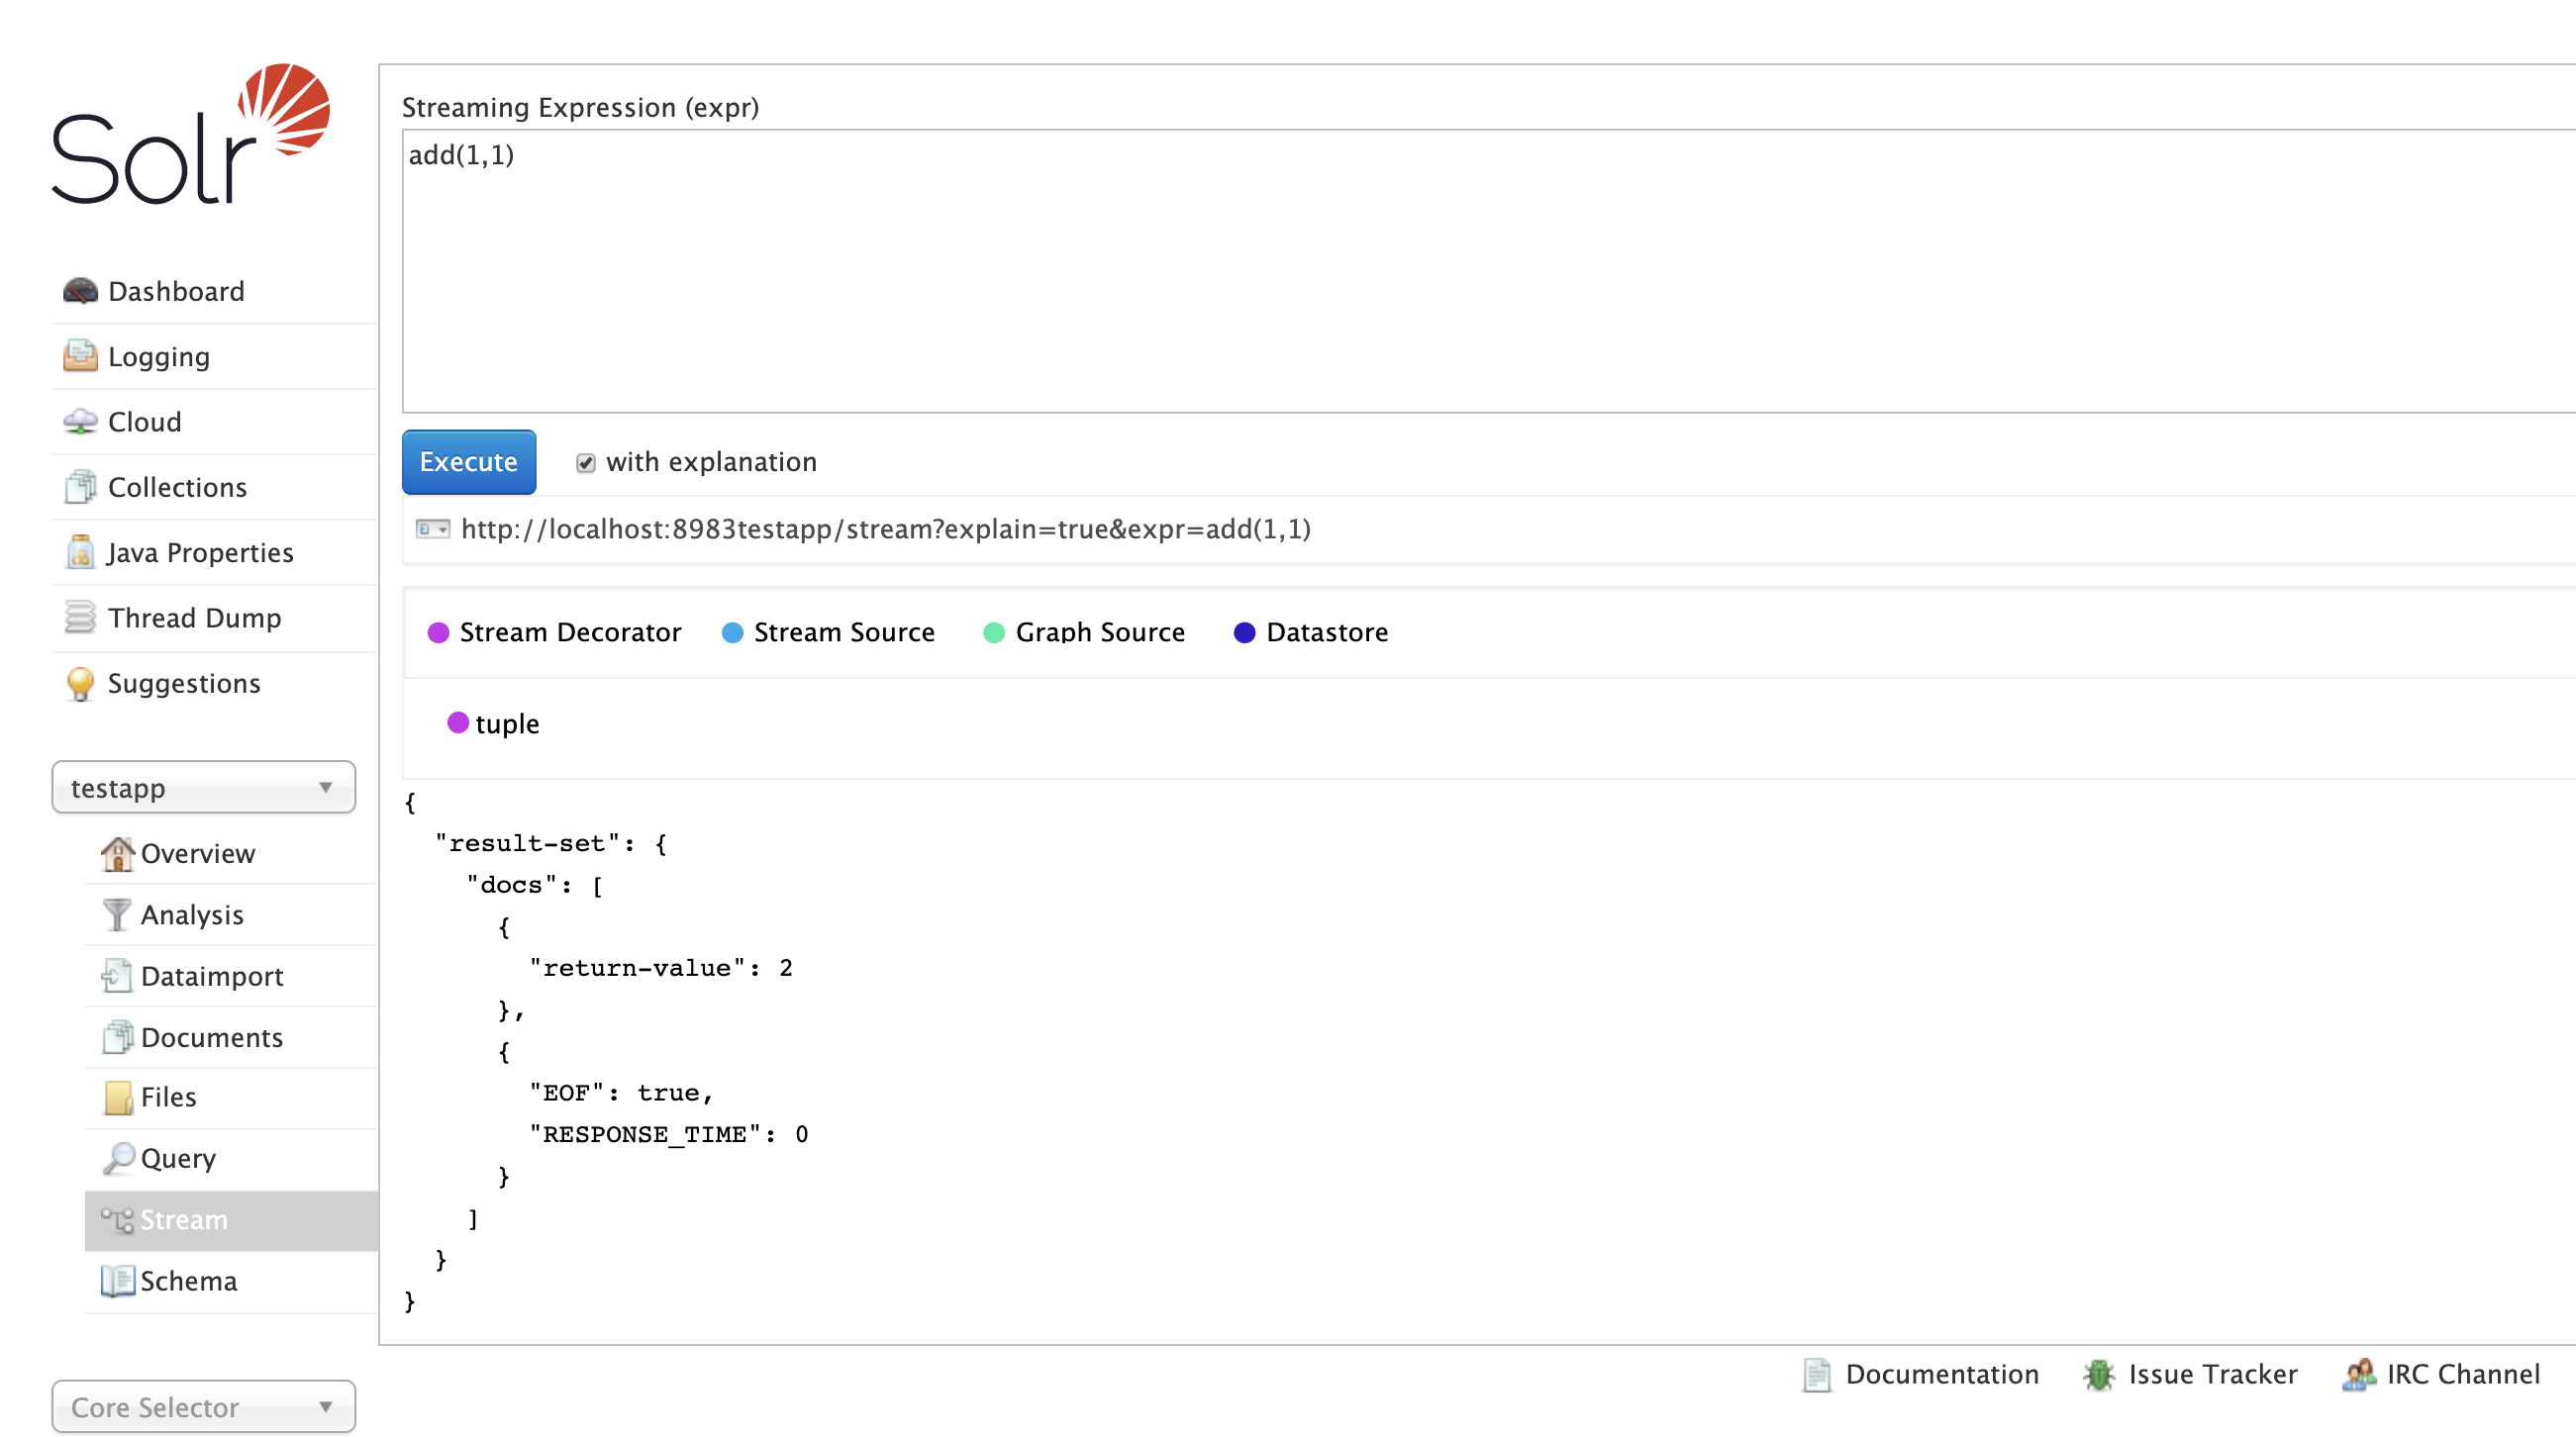 Solr
Dashboard
Logging
Cloud
Collections
Java Properties
Thread Dump
Suggestions
testapp
Overview
Analysis
Dataimport
Documents
Files
Query
Stream
Schema
Core Selector
Streaming Expression (expr)
add(1,1)
Execute with explanation
http://localhost:8983testapp/stream?explain=true&expr=add(1,1)
Stream Decorator Stream Source Graph Source Datastore
tuple
{
"result-set": {
"docs": [
{
"return-value": 2
},
{
"EOF": true,
"RESPONSE_TIME": 0
}
]
}
}
Documentation Issue Tracker IRC Channel